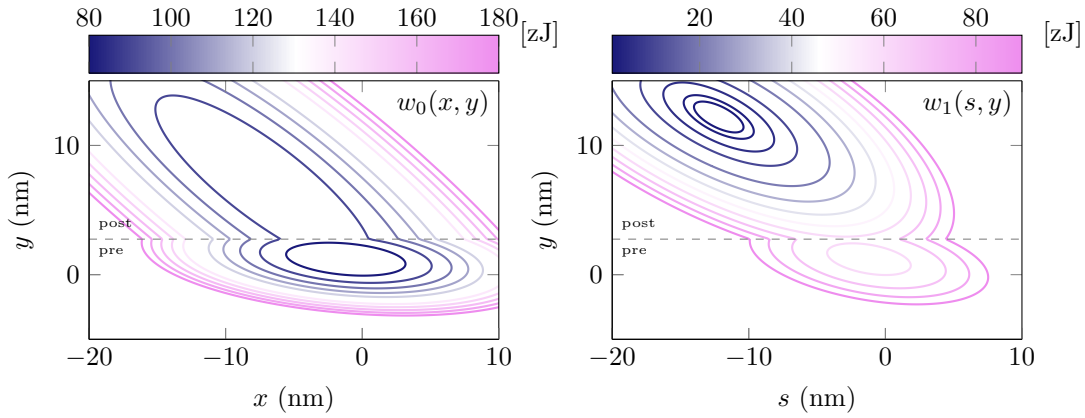 80 100 120 140 160 180 [zJ]
w₀(x, y)
10
0
y (nm)
post
pre
−20 −10 0 10
x (nm)
20 40 60 80 [zJ]
w₁(s, y)
10
0
y (nm)
post
pre
−20 −10 0 10
s (nm)